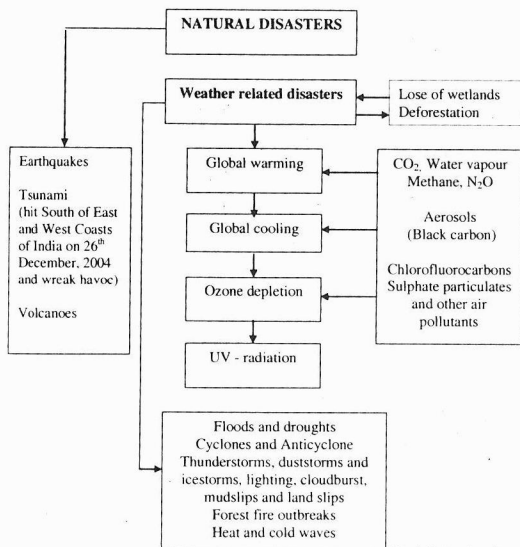 NATURAL DISASTERS
Weather related disasters
Lose of wetlands
Deforestation
Earthquakes
Tsunami
(hit South of East
and West Coasts
of India on 26th
December, 2004
and wreak havoc)
Volcanoes
Global warming
Global cooling
Ozone depletion
UV - radiation
CO2, Water vapour
Methane, N2O
Aerosols
(Black carbon)
Chlorofluorocarbons
Sulphate particulates
and other air
pollutants
Floods and droughts
Cyclones and Anticyclone
Thunderstorms, duststorms and
icestorms, lighting, cloudburst,
mudslips and land slips
Forest fire outbreaks
Heat and cold waves